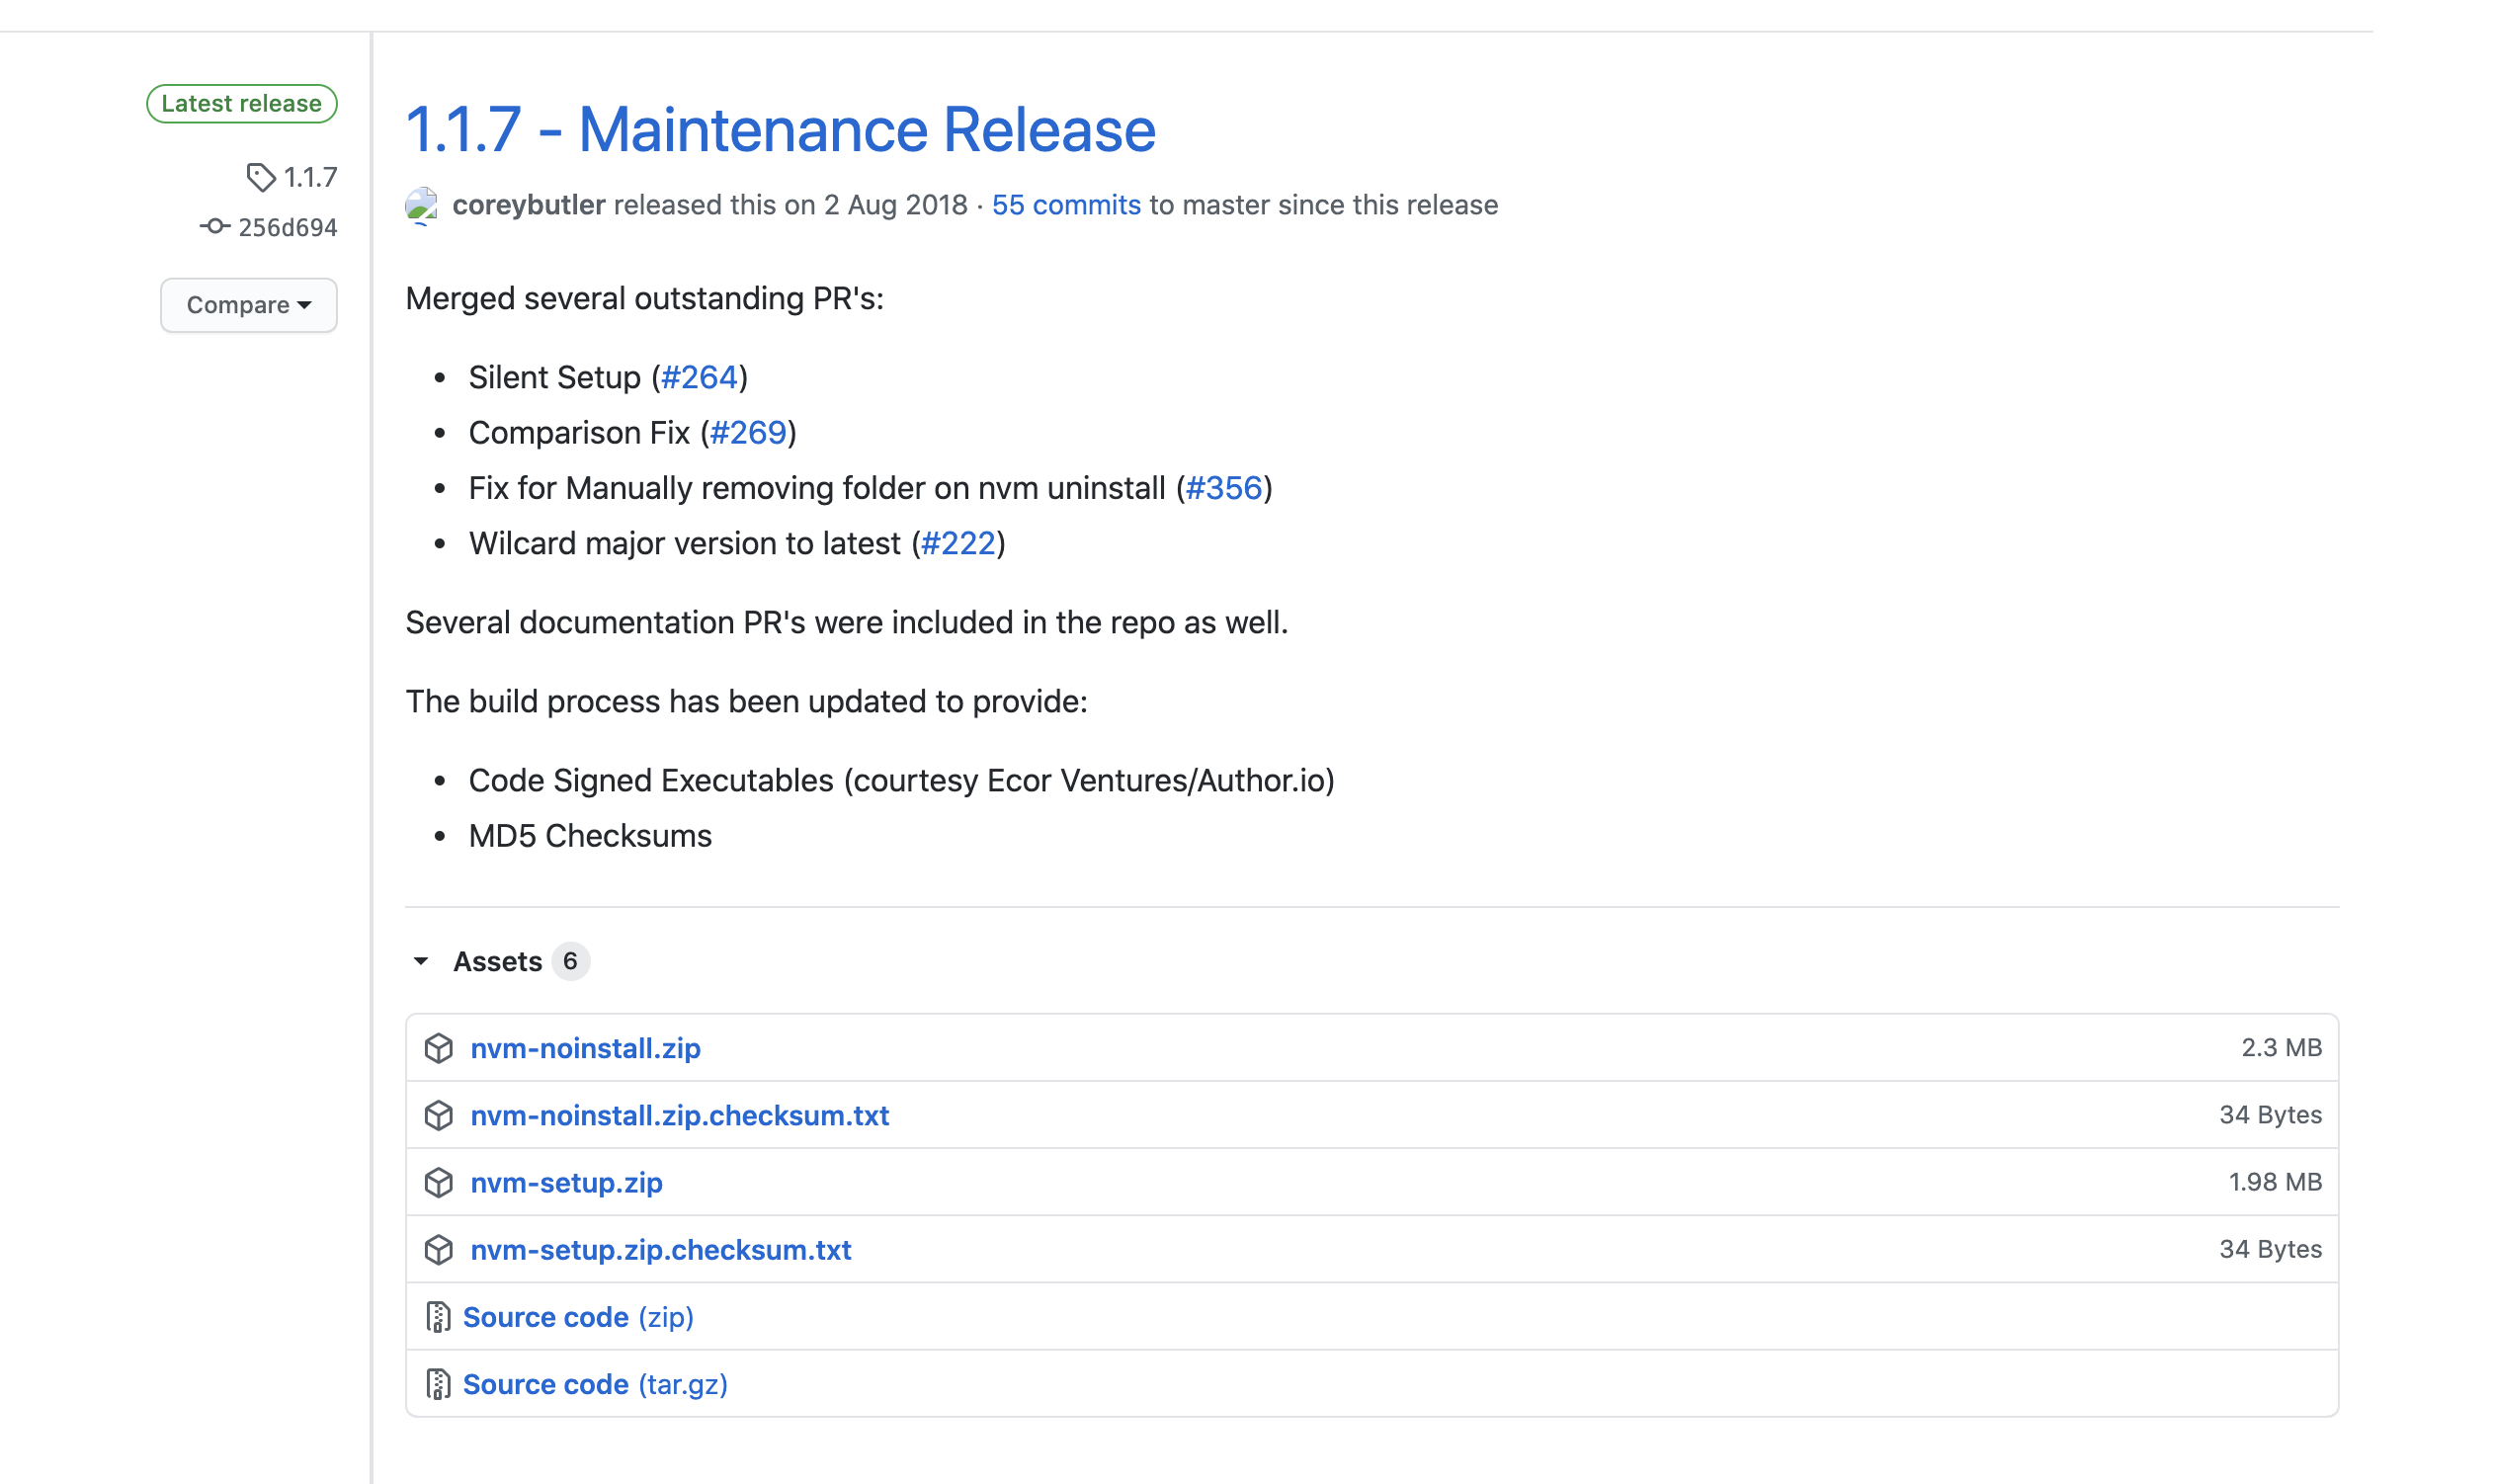 Latest release
1.1.7
256d694
Compare
1.1.7 - Maintenance Release
coreybutler released this on 2 Aug 2018 · 55 commits to master since this release
Merged several outstanding PR's:
• Silent Setup (#264)
• Comparison Fix (#269)
• Fix for Manually removing folder on nvm uninstall (#356)
• Wilcard major version to latest (#222)
Several documentation PR's were included in the repo as well.
The build process has been updated to provide:
• Code Signed Executables (courtesy Ecor Ventures/Author.io)
• MD5 Checksums
Assets 6
nvm-noinstall.zip 2.3 MB
nvm-noinstall.zip.checksum.txt 34 Bytes
nvm-setup.zip 1.98 MB
nvm-setup.zip.checksum.txt 34 Bytes
Source code (zip)
Source code (tar.gz)